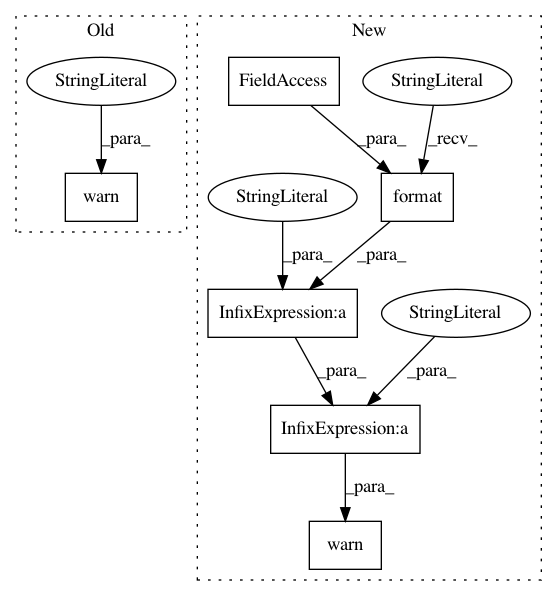 Old
New
StringLiteral
FieldAccess
StringLiteral
_para_
_para_
_recv_
warn
StringLiteral
format
_para_
_para_
InfixExpression:a
StringLiteral
_para_
_para_
InfixExpression:a
_para_
warn